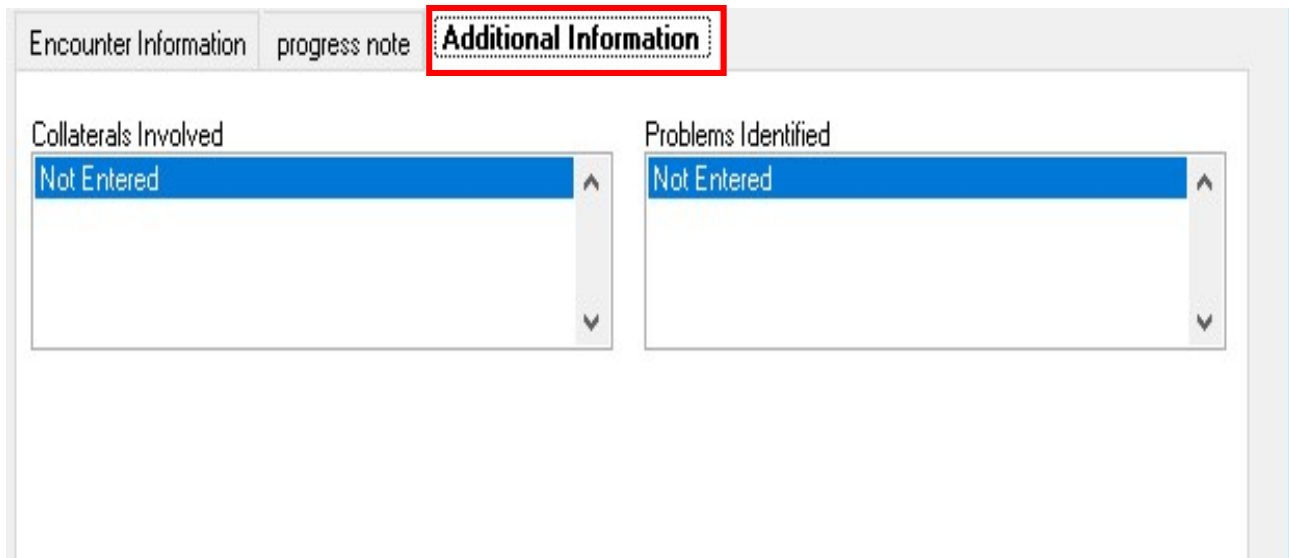 Encounter Information progress note Additional Information
Collaterals Involved Problems Identified
Not Entered Not Entered